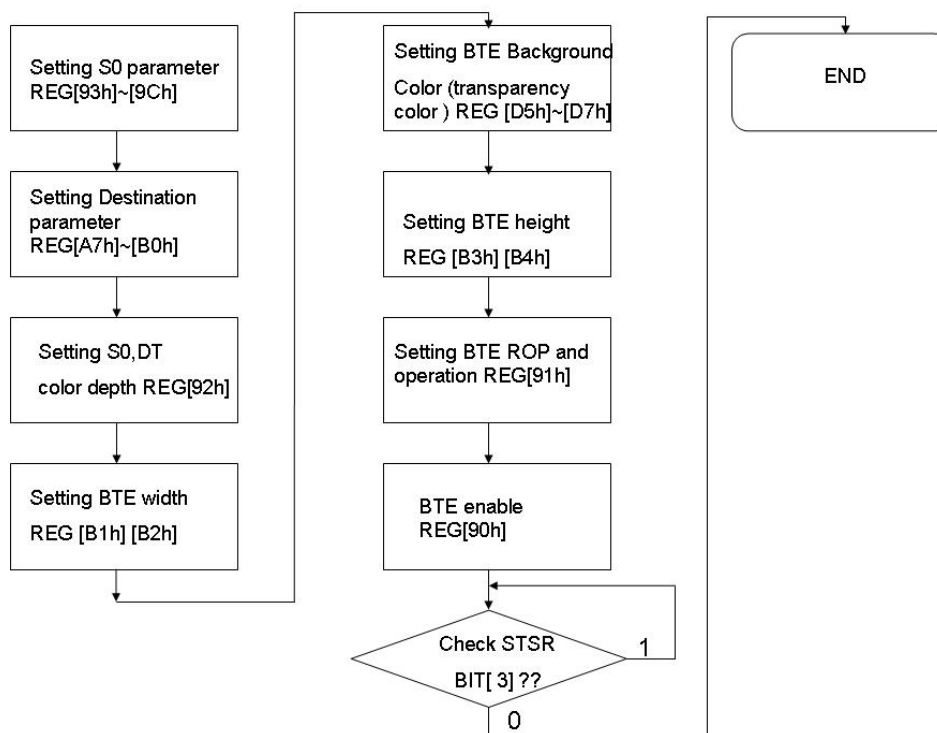 Setting S0 parameter
REG[93h]~[9Ch]
Setting Destination
parameter
REG[A7h]~[B0h]
Setting S0,DT
color depth REG[92h]
Setting BTE width
REG [B1h] [B2h]
Setting BTE Background
Color (transparency
color ) REG [D5h]~[D7h]
Setting BTE height
REG [B3h] [B4h]
Setting BTE ROP and
operation REG[91h]
BTE enable
REG[90h]
Check STSR
BIT[ 3] ??
1
0
END